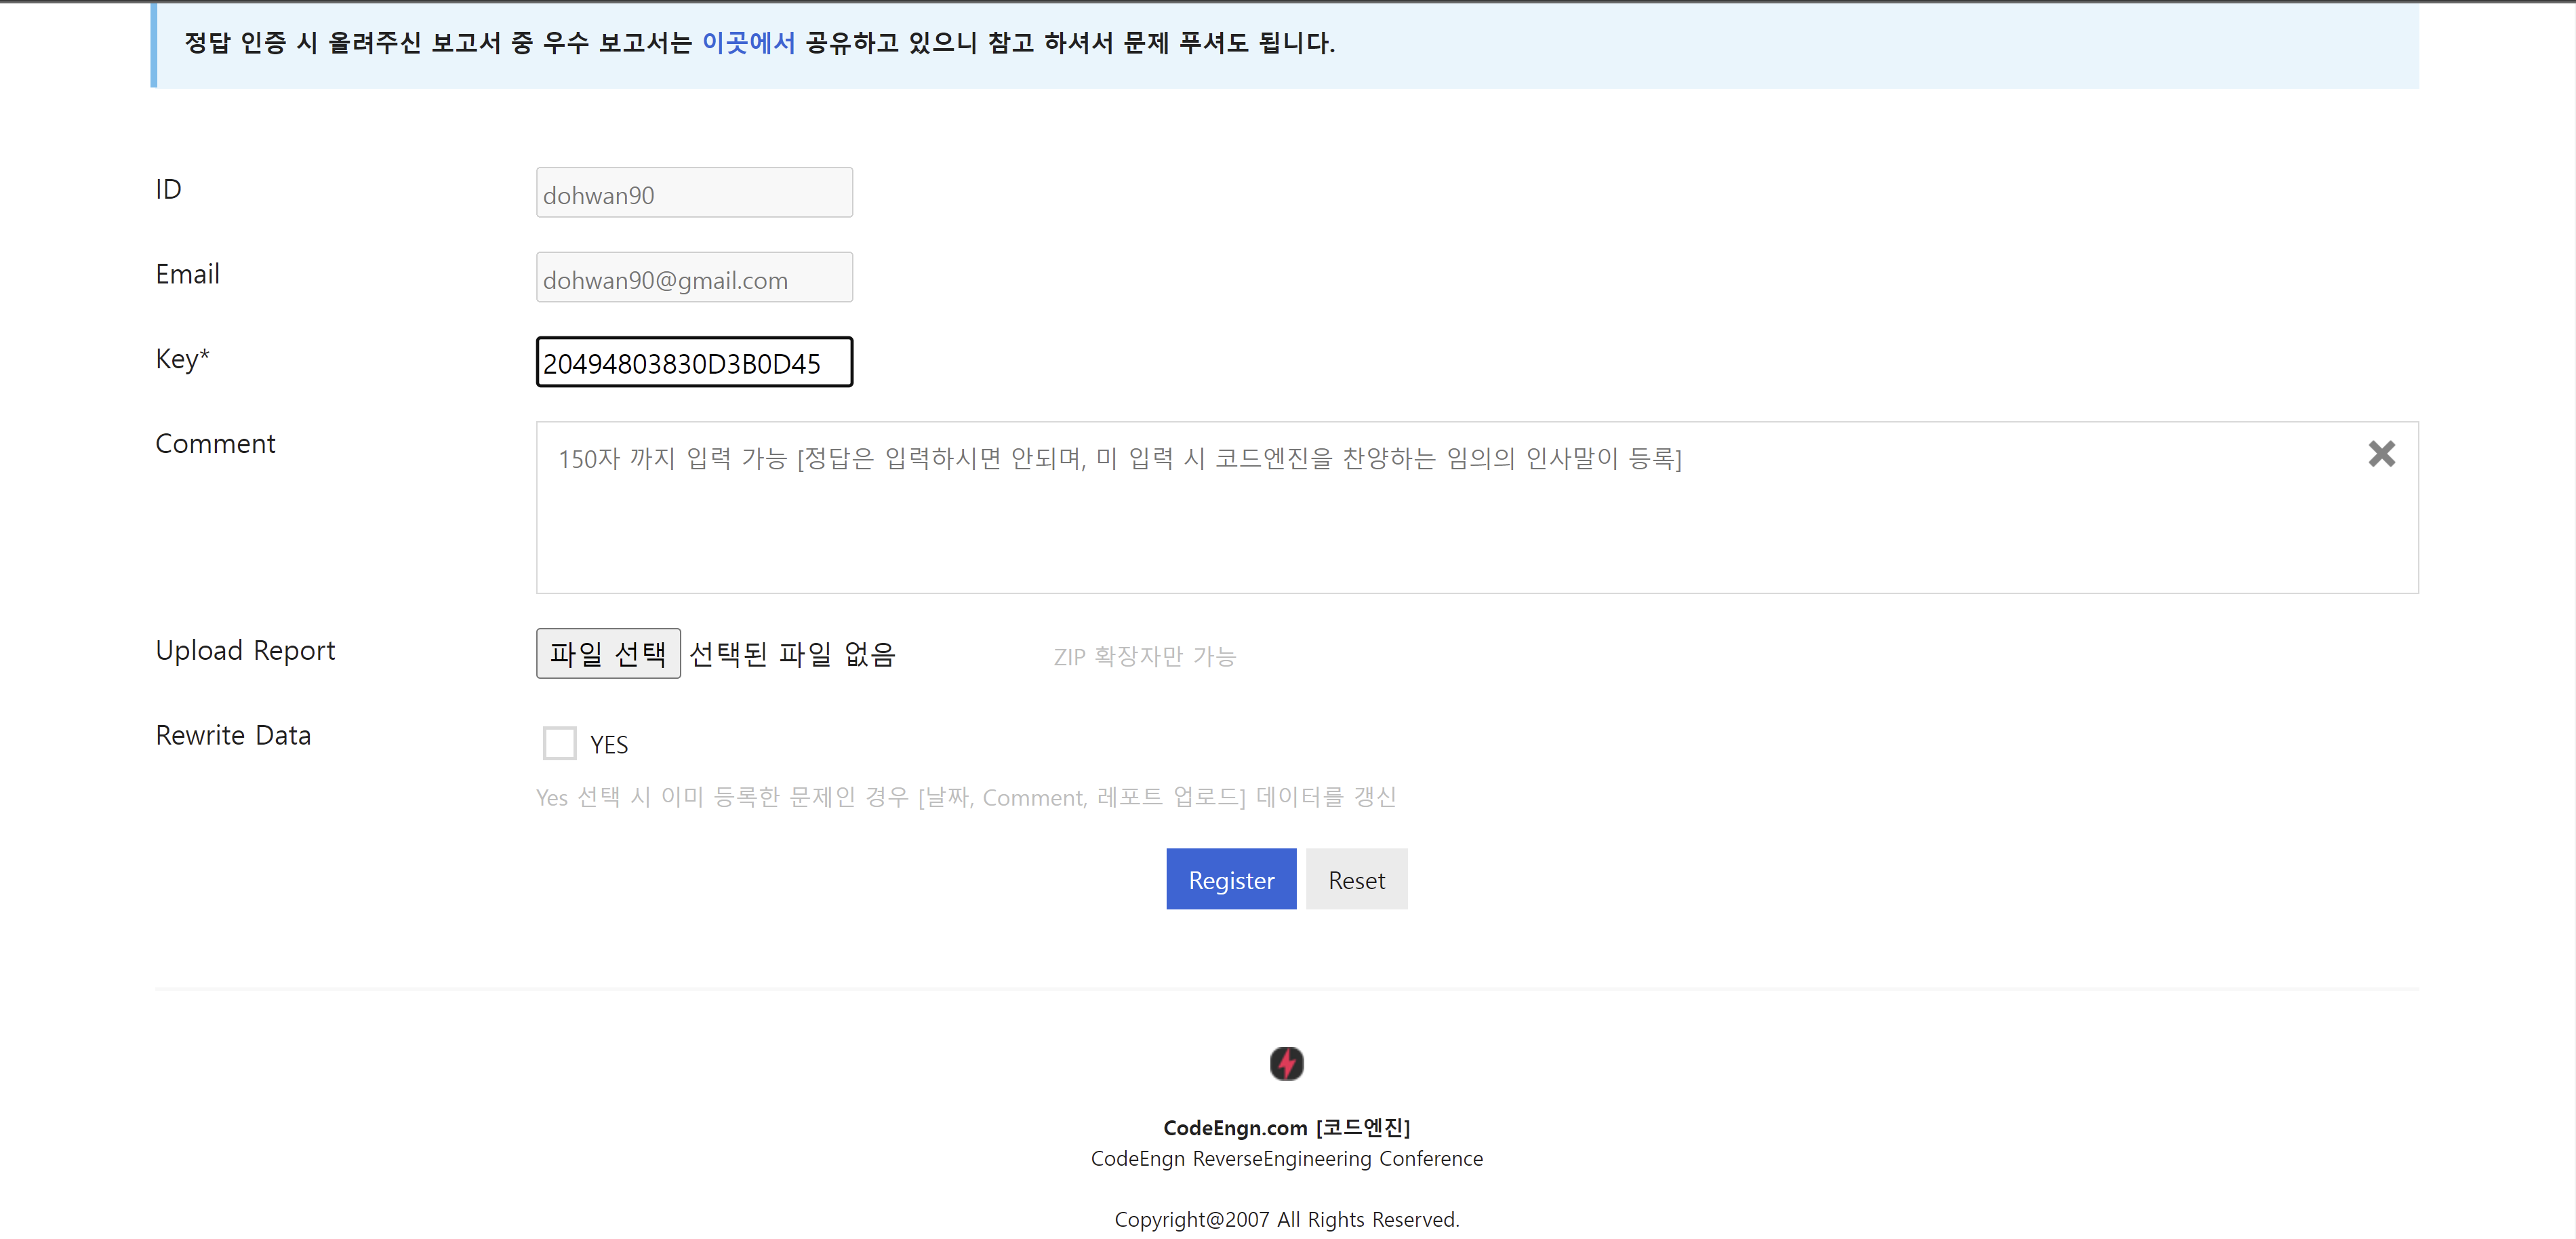 정답 인증 시 올려주신 보고서 중 우수 보고서는 이곳에서 공유하고 있으니 참고 하셔서 문제 푸셔도 됩니다.
ID
dohwan90
Email
dohwan90@gmail.com
Key*
20494803830D3B0D45
Comment
150자 까지 입력 가능 [정답은 입력하시면 안되며, 미 입력 시 코드엔진을 찬양하는 임의의 인사말이 등록]
Upload Report
파일 선택 선택된 파일 없음 ZIP 확장자만 가능
Rewrite Data
YES
Yes 선택 시 이미 등록한 문제인 경우 [날짜, Comment, 레포트 업로드] 데이터를 갱신
Register Reset
CodeEngn.com [코드엔진]
CodeEngn ReverseEngineering Conference
Copyright@2007 All Rights Reserved.